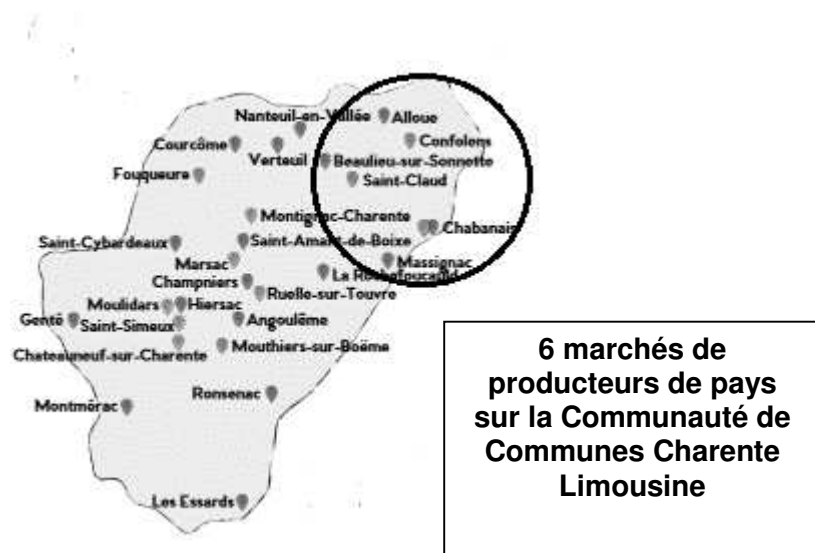 Nanteuil-en-Vallée
Alloue
Courcôme
Verteuil
Confolens
Beaulieu-sur-Sonnette
Fouqueure
Saint-Claud
Montignac-Charente
Chabanais
Saint-Cybardeaux
Saint-Amant-de-Boixe
Marsac
Massignac
La Rochefoucauld
Champniers
Ruelle-sur-Touvre
Moulidars
Hiersac
Genté
Saint-Simeux
Angoulême
Chateauneuf-sur-Charente
Mouthiers-sur-Boëme
Montmérac
Ronsenac
Les Essards
6 marchés de
producteurs de pays
sur la Communauté de
Communes Charente
Limousine